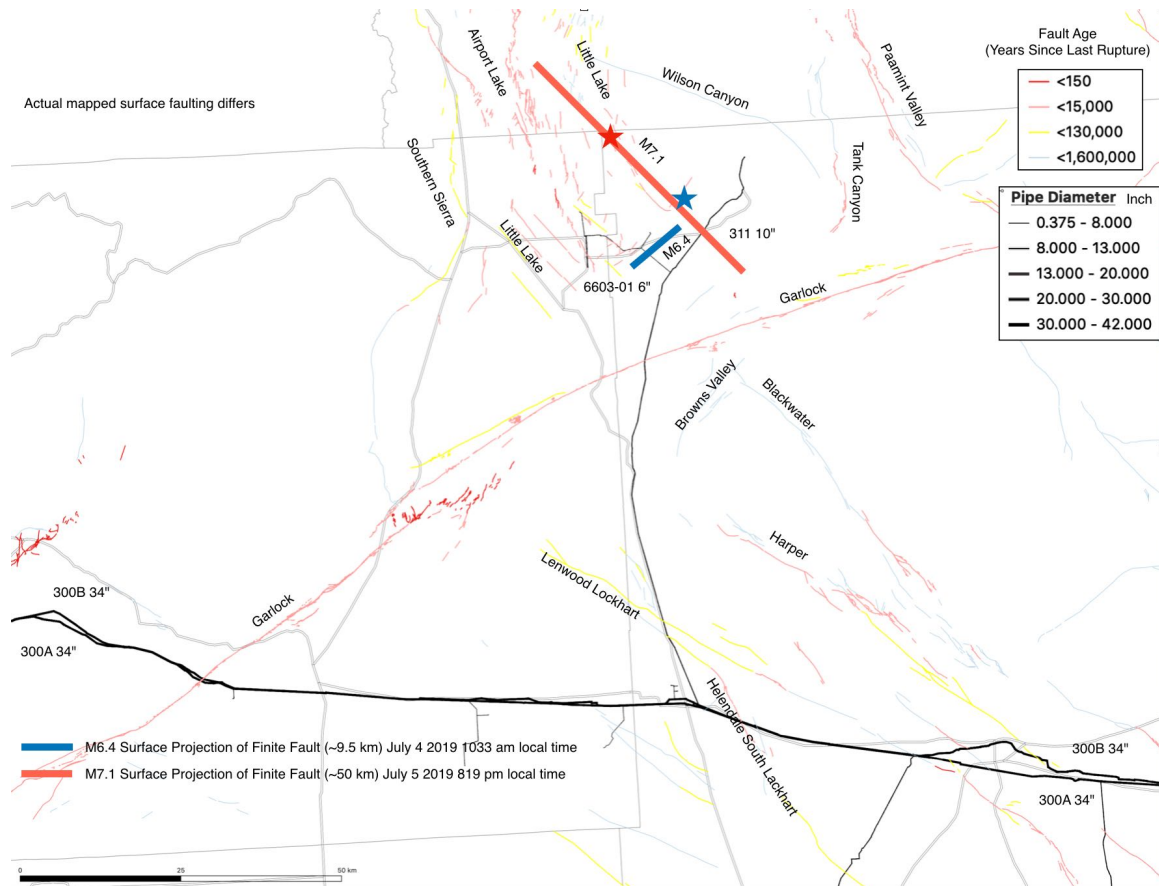 Airport Lake
Little Lake
Wilson Canyon
Paamint Valley
Fault Age
(Years Since Last Rupture)
<150
<15,000
<130,000
<1,600,000
Actual mapped surface faulting differs
Southern Sierra
M7.1
Tank Canyon
Pipe Diameter Inch
0.375 - 8.000
8.000 - 13.000
13.000 - 20.000
20.000 - 30.000
30.000 - 42.000
Little Lake
M6.4
311 10"
6603-01 6"
Garlock
Browns Valley
Blackwater
Harper
Lenwood Lockhart
300B 34"
Garlock
300A 34"
Helendale South Lackhart
M6.4 Surface Projection of Finite Fault (~9.5 km) July 4 2019 1033 am local time
M7.1 Surface Projection of Finite Fault (~50 km) July 5 2019 819 pm local time
300B 34"
300A 34"
0 25 50 km